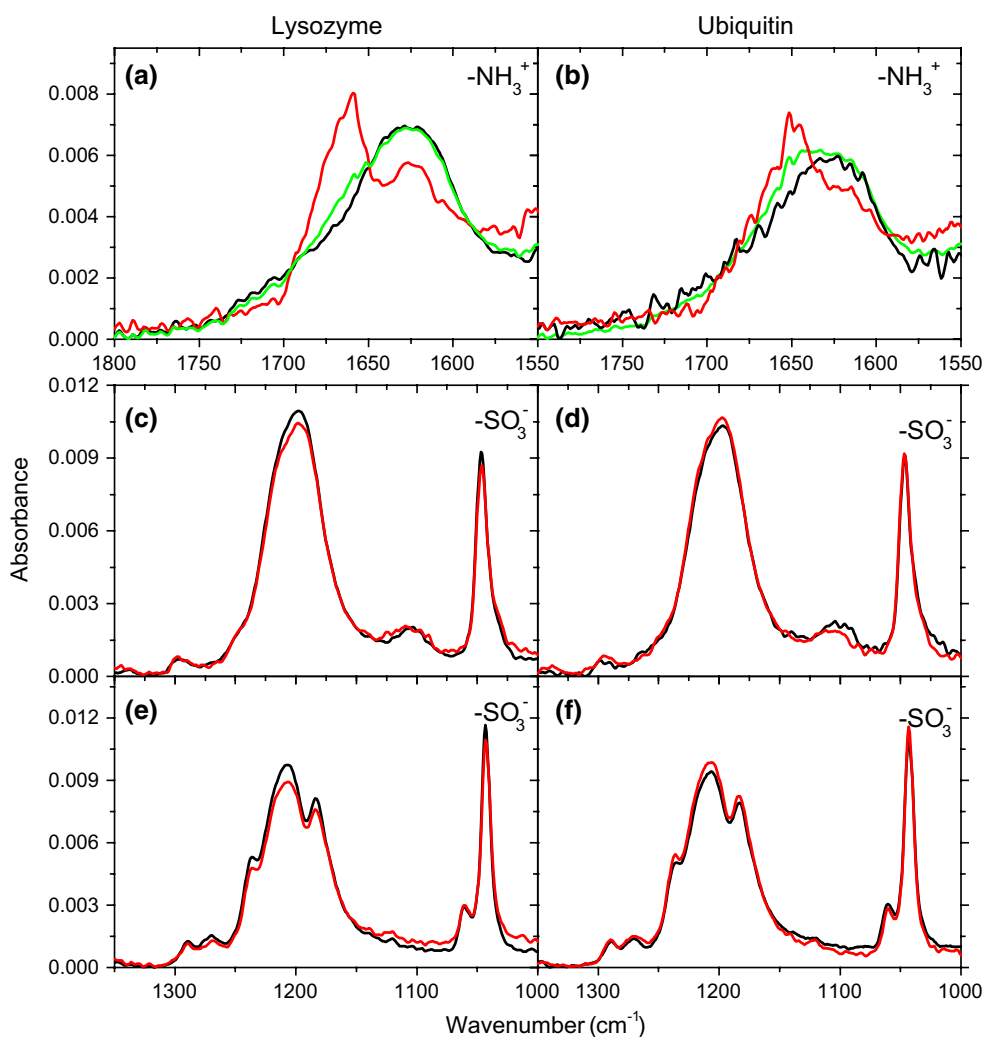 Lysozyme Ubiquitin
(a) -NH₃⁺ (b) -NH₃⁺
0.008
0.006
0.004
0.002
0.000
1800 1750 1700 1650 1600 1550 1750 1700 1650 1600 1550
(c) -SO₃⁻ (d) -SO₃⁻
0.012
0.009
0.006
0.003
0.000
(e) -SO₃⁻ (f) -SO₃⁻
0.012
0.009
0.006
0.003
0.000
1300 1200 1100 1000 1300 1200 1100 1000
Absorbance
Wavenumber (cm⁻¹)